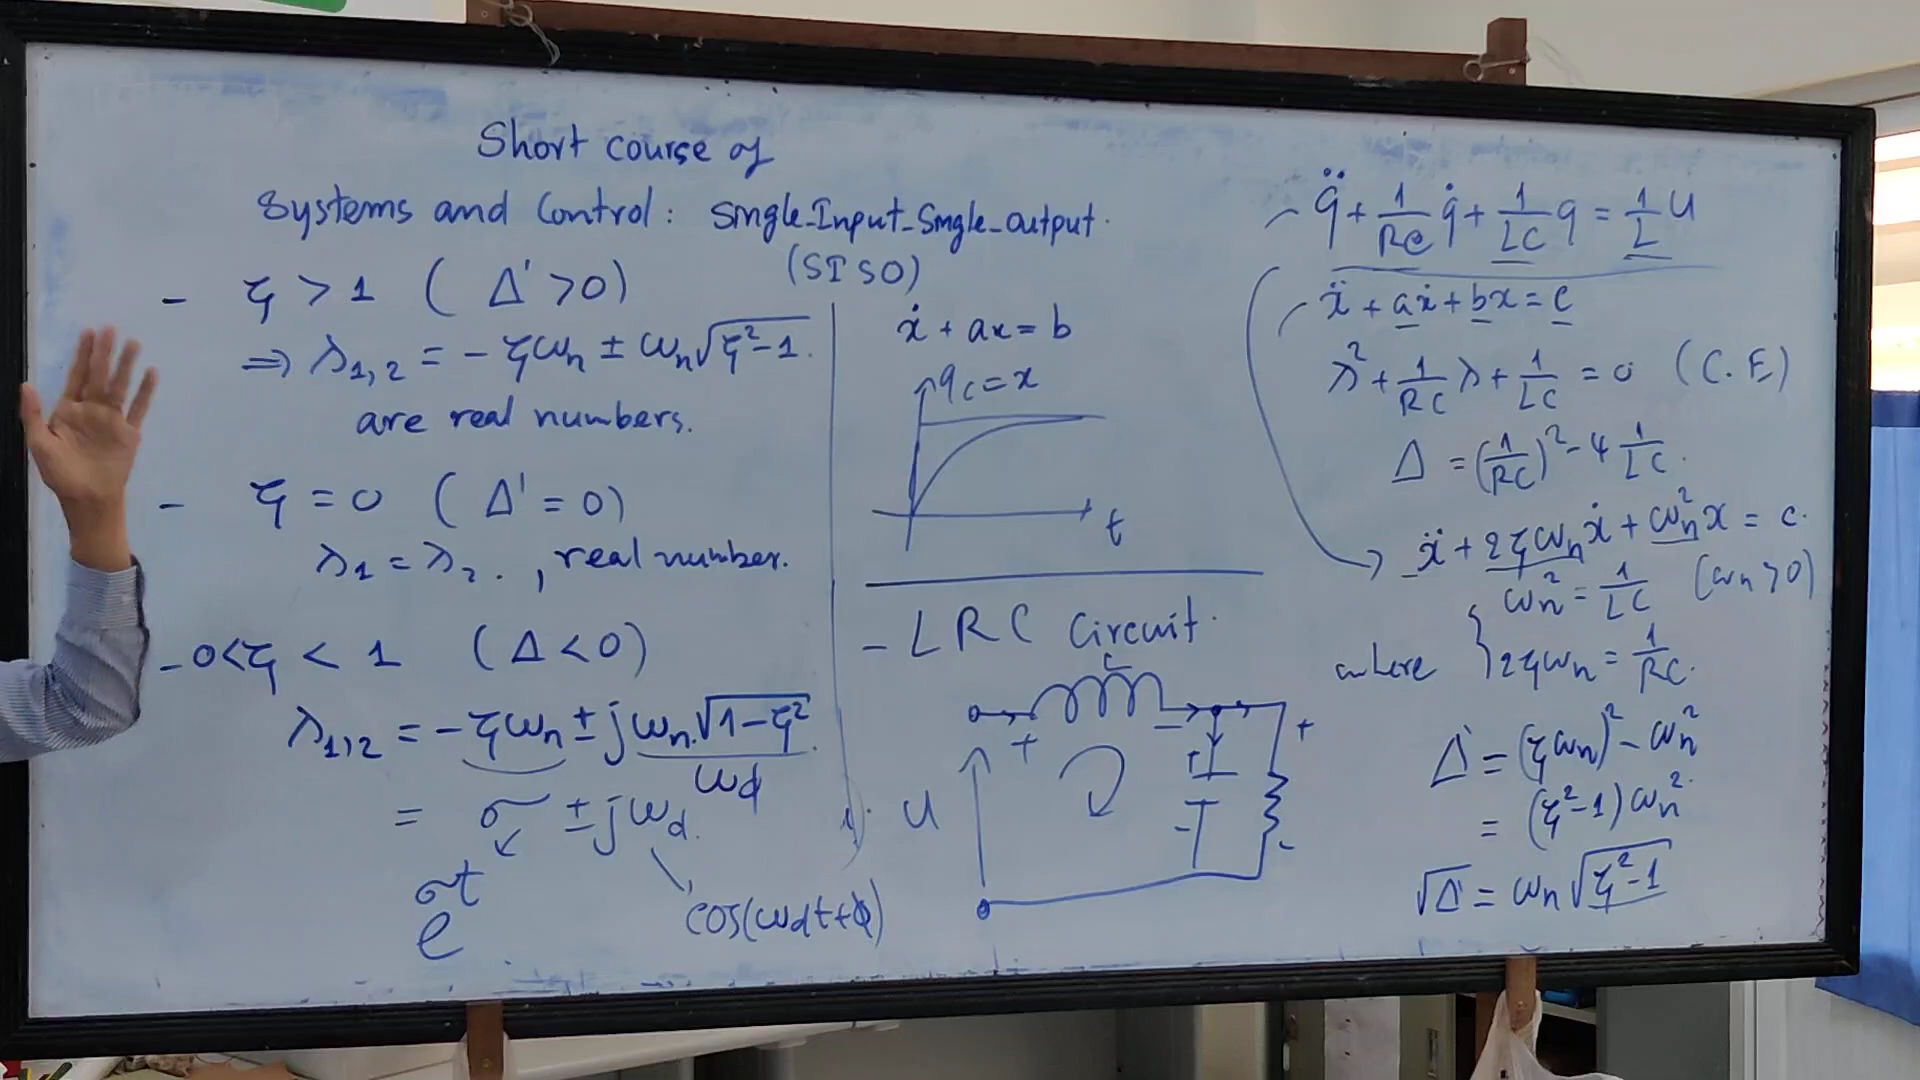 Short course of
Systems and Control: Single-Input-Single-output.
(SISO)
- ζ > 1 ( Δ' > 0 )
⇒ λ1,2 = - ζωn ± ωn√(ζ²-1).
are real numbers.
- ζ = 0 ( Δ' = 0 )
λ1 = λ2 . , real number.
- 0<ζ < 1 ( Δ < 0 )
λ1,2 = - ζωn ± jωn.√(1-ζ²).
ωd
= σ ± jωd.
e^σt
cos(ωdt+ϕ)
ẋ + ax = b
qc = x
t
- LRC Circuit.
L
+ -
+
U
+
-
-
q̈ + 1/RC q̇ + 1/LC q = 1/L u
ẍ + aẋ + bx = c
λ² + 1/RC λ + 1/LC = 0 (C.E)
Δ = (1/RC)² - 4 1/LC.
ẍ + 2ζωnẋ + ωn²x = c.
ωn² = 1/LC (ωn > 0)
where { 2ζωn = 1/RC.
Δ' = (ζωn)² - ωn²
= (ζ²-1)ωn²
√Δ' = ωn√(ζ²-1)